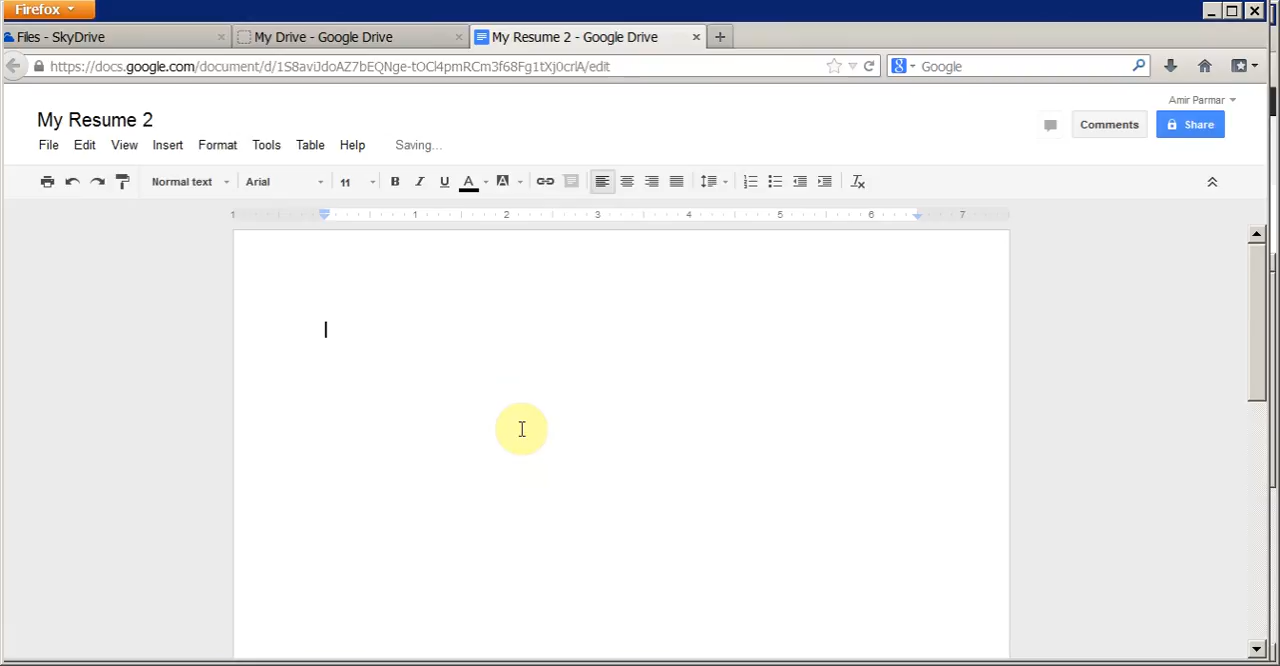 Firefox
Files - SkyDrive
My Drive - Google Drive
My Resume 2 - Google Drive
https://docs.google.com/document/d/1S8aviJdoAZ7bEQNge-tOCl4pmRCm3f68Fg1tXj0crlA/edit
Google
My Resume 2
Amir Parmar
Comments
Share
File Edit View Insert Format Tools Table Help Saving...
Normal text Arial 11 B I U A A
1 1 2 3 4 5 6 7